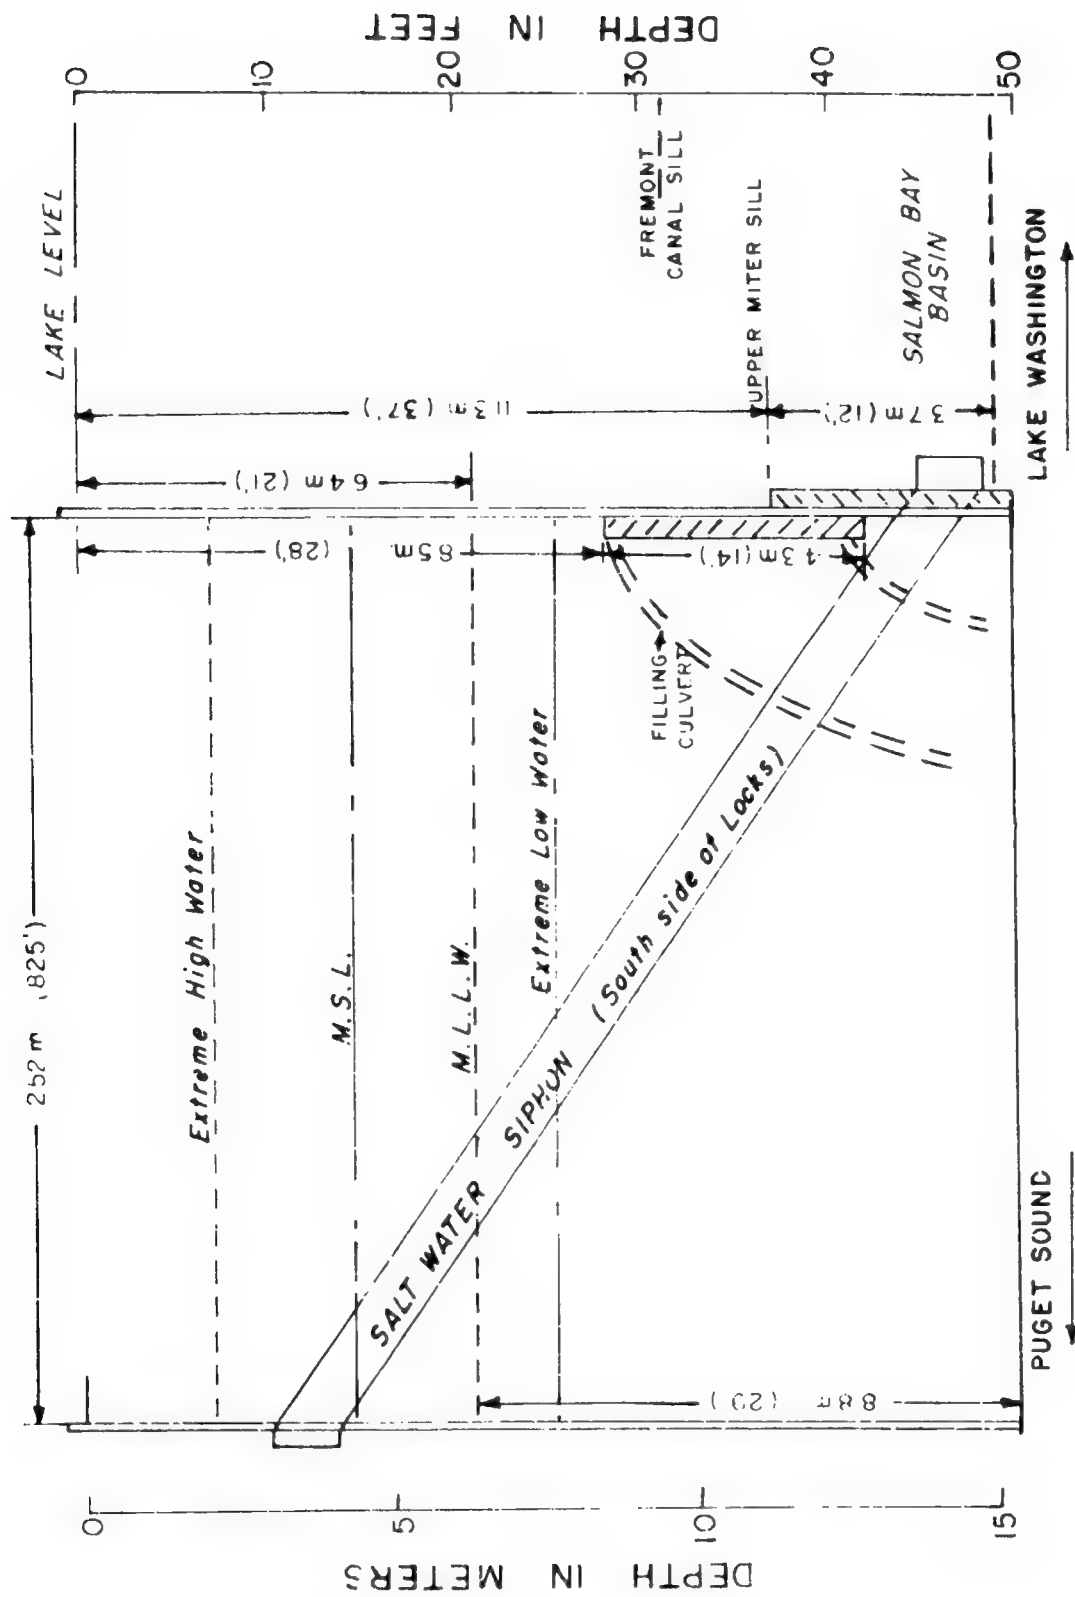 DEPTH IN FEET
0
10
20
30
40
50
LAKE LEVEL
FREMONT
CANAL SILL
UPPER MITER SILL
SALMON BAY
BASIN
LAKE WASHINGTON
11.3m (37')
3.7m (12')
6.4m (21')
8.5m. (28')
4.3m (14')
FILLING
CULVERT
252m (825')
Extreme High Water
M.S.L.
M.L.L.W.
Extreme Low Water
SALT WATER SIPHON (South side of Locks)
8.8m (29')
PUGET SOUND
0
5
10
15
DEPTH IN METERS